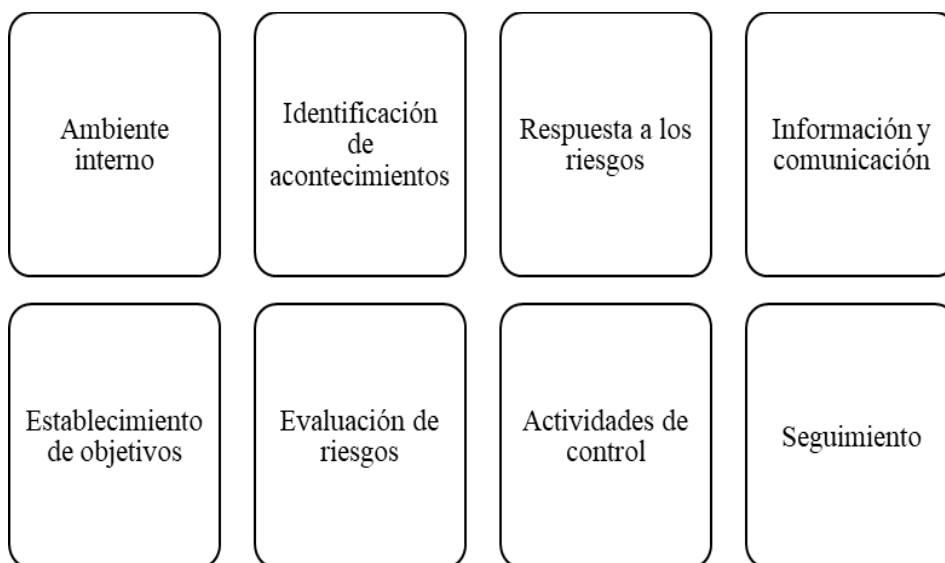 Ambiente
interno
Identificación
de
acontecimientos
Respuesta a los
riesgos
Información y
comunicación
Establecimiento
de objetivos
Evaluación de
riesgos
Actividades de
control
Seguimiento